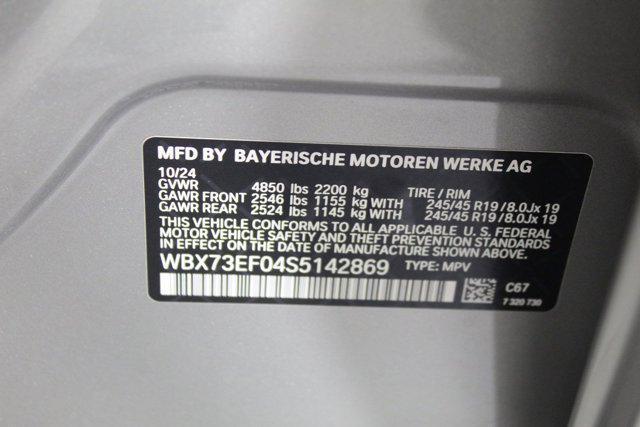 MFD BY BAYERISCHE MOTOREN WERKE AG
10/24
GVWR 4850 lbs 2200 kg TIRE / RIM
GAWR FRONT 2546 lbs 1155 kg WITH 245/45 R19 / 8.0Jx 19
GAWR REAR 2524 lbs 1145 kg WITH 245/45 R19 / 8.0Jx 19
THIS VEHICLE CONFORMS TO ALL APPLICABLE U. S. FEDERAL
MOTOR VEHICLE SAFETY AND THEFT PREVENTION STANDARDS
IN EFFECT ON THE DATE OF MANUFACTURE SHOWN ABOVE.
WBX73EF04S5142869 TYPE: MPV
C67
7 320 730